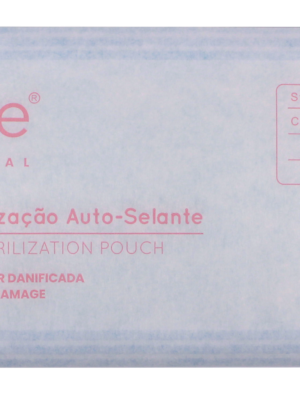 e®
AL
zação Auto-Selante
RILIZATION POUCH
R DANIFICADA
AMAGE
S
C